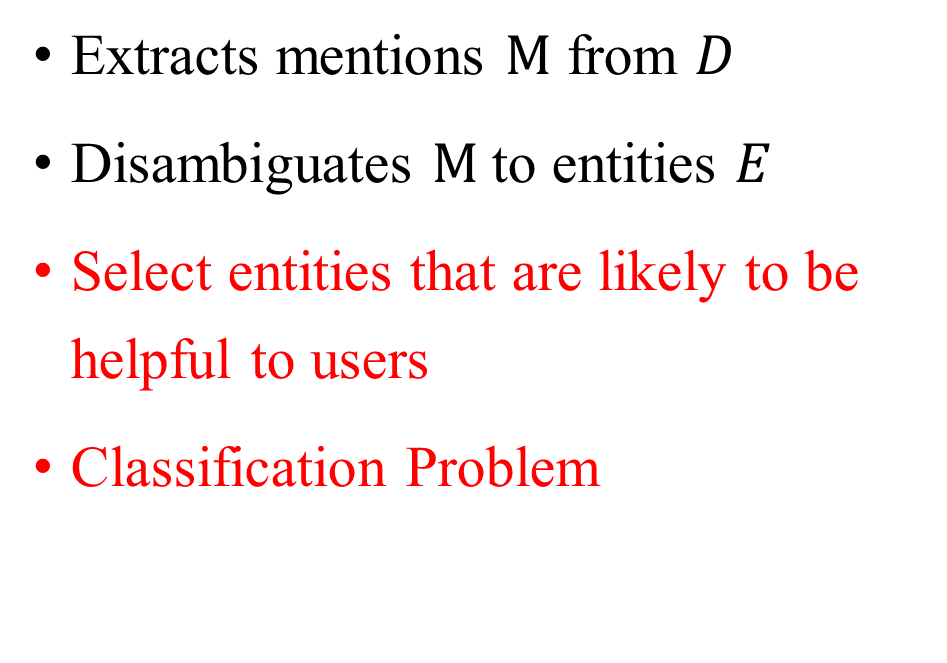 • Extracts mentions M from D
• Disambiguates M to entities E
• Select entities that are likely to be
helpful to users
• Classification Problem